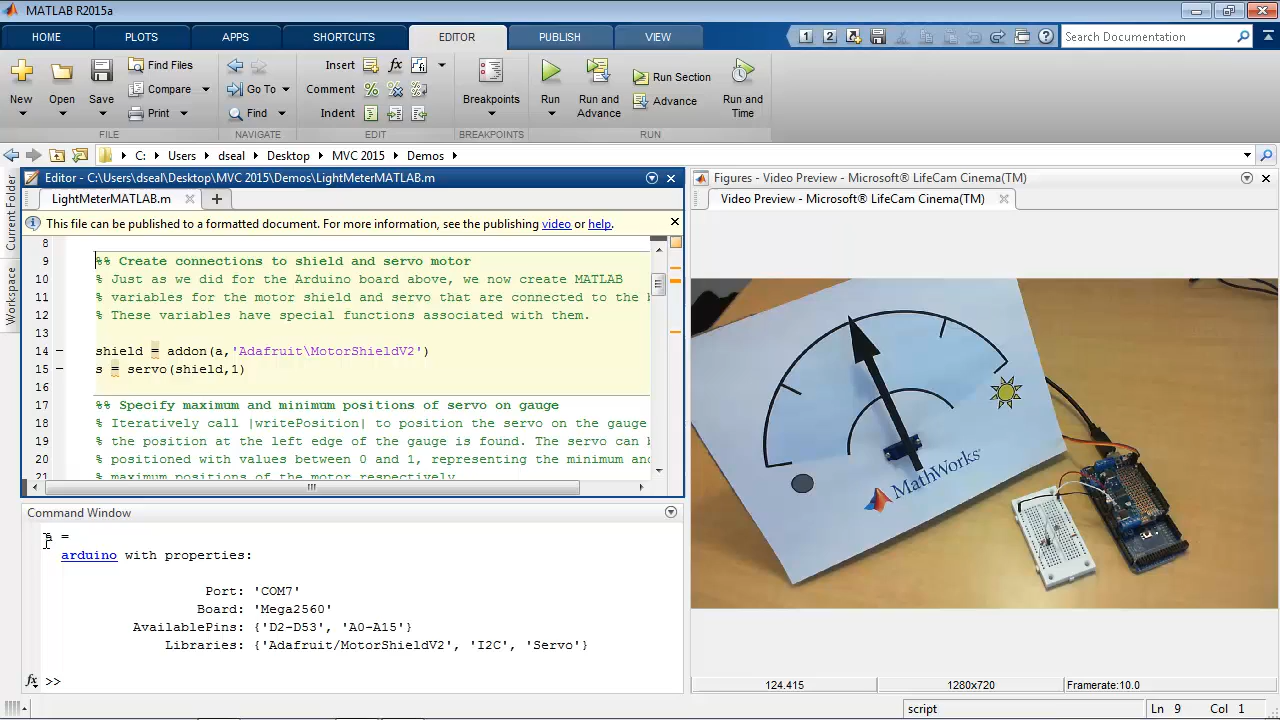 MATLAB R2015a
HOME PLOTS APPS SHORTCUTS EDITOR PUBLISH VIEW
1 2 Search Documentation
New Open Save
Find Files
Compare
Print
Go To
Find
Insert fx
Comment
Indent
Breakpoints
Run
Run and Advance
Run Section
Advance
Run and Time
FILE NAVIGATE EDIT BREAKPOINTS RUN
C: Users dseal Desktop MVC 2015 Demos
Current Folder
Workspace
Editor - C:\Users\dseal\Desktop\MVC 2015\Demos\LightMeterMATLAB.m
LightMeterMATLAB.m
This file can be published to a formatted document. For more information, see the publishing video or help.
8
9 %% Create connections to shield and servo motor
10 % Just as we did for the Arduino board above, we now create MATLAB
11 % variables for the motor shield and servo that are connected to the
12 % These variables have special functions associated with them.
13
14 shield = addon(a,'Adafruit\MotorShieldV2')
15 s = servo(shield,1)
16
17 %% Specify maximum and minimum positions of servo on gauge
18 % Iteratively call |writePosition| to position the servo on the gauge
19 % the position at the left edge of the gauge is found. The servo can
20 % positioned with values between 0 and 1, representing the minimum and
21 % maximum positions of the motor respectively
Command Window
a =
arduino with properties:
Port: 'COM7'
Board: 'Mega2560'
AvailablePins: {'D2-D53', 'A0-A15'}
Libraries: {'Adafruit/MotorShieldV2', 'I2C', 'Servo'}
fx >>
Figures - Video Preview - Microsoft® LifeCam Cinema(TM)
Video Preview - Microsoft® LifeCam Cinema(TM)
MathWorks
124.415 1280x720 Framerate:10.0
script Ln 9 Col 1